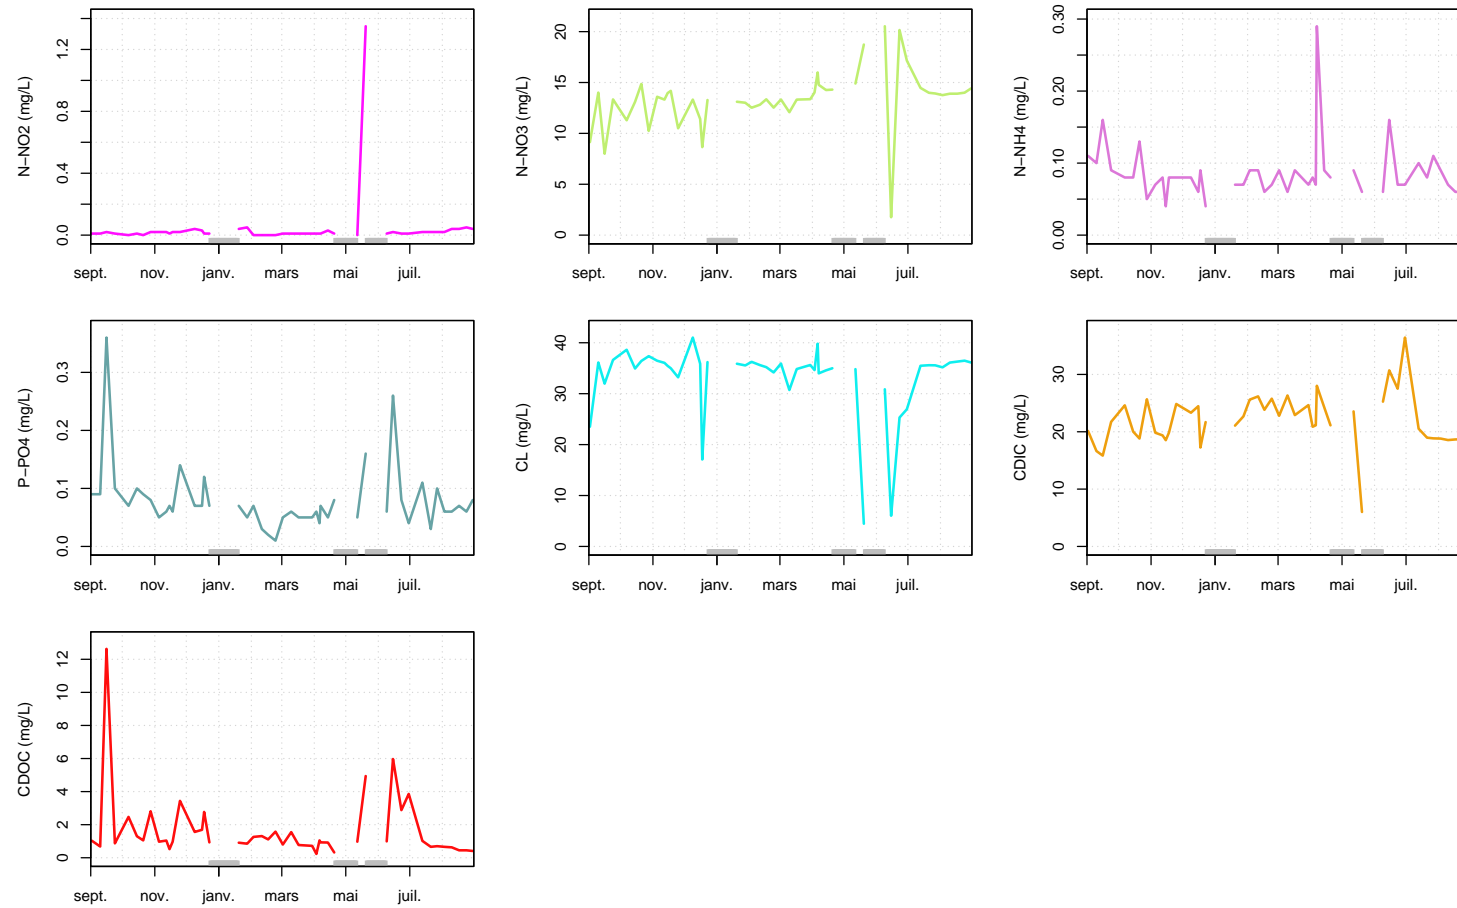 N−NO2 (mg/L)
0.0
0.4
0.8
1.2
sept. nov. janv. mars mai juil.
N−NO3 (mg/L)
0
5
10
15
20
sept. nov. janv. mars mai juil.
N−NH4 (mg/L)
0.00
0.10
0.20
0.30
sept. nov. janv. mars mai juil.
P−PO4 (mg/L)
0.0
0.1
0.2
0.3
sept. nov. janv. mars mai juil.
CL (mg/L)
0
10
20
30
40
sept. nov. janv. mars mai juil.
CDIC (mg/L)
0
10
20
30
sept. nov. janv. mars mai juil.
CDOC (mg/L)
0
2
4
6
8
10
12
sept. nov. janv. mars mai juil.